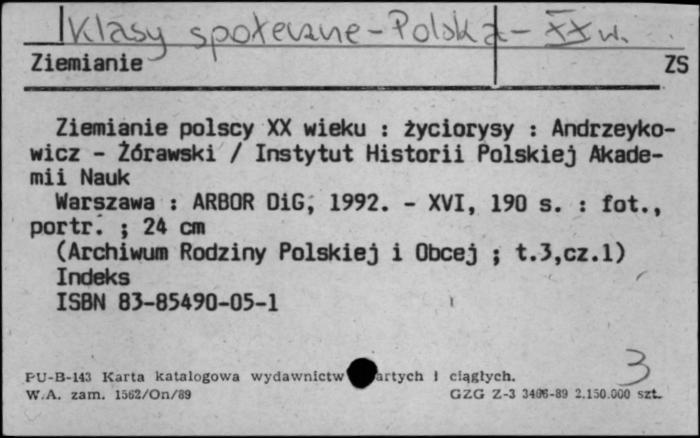 Klasy społeczne - Polska - XX w.
Ziemianie ZS
Ziemianie polscy XX wieku : życiorysy : Andrzeyko-
wicz - Żórawski / Instytut Historii Polskiej Akade-
mii Nauk
Warszawa : ARBOR DiG, 1992. - XVI, 190 s. : fot.,
portr. ; 24 cm
(Archiwum Rodziny Polskiej i Obcej ; t.3,cz.1)
Indeks
ISBN 83-85490-05-1
3
PU-B-143 Karta katalogowa wydawnictw artych i ciągłych.
W.A. zam. 1562/On/89 GZG Z-3 3406-89 2.150.000 szt.